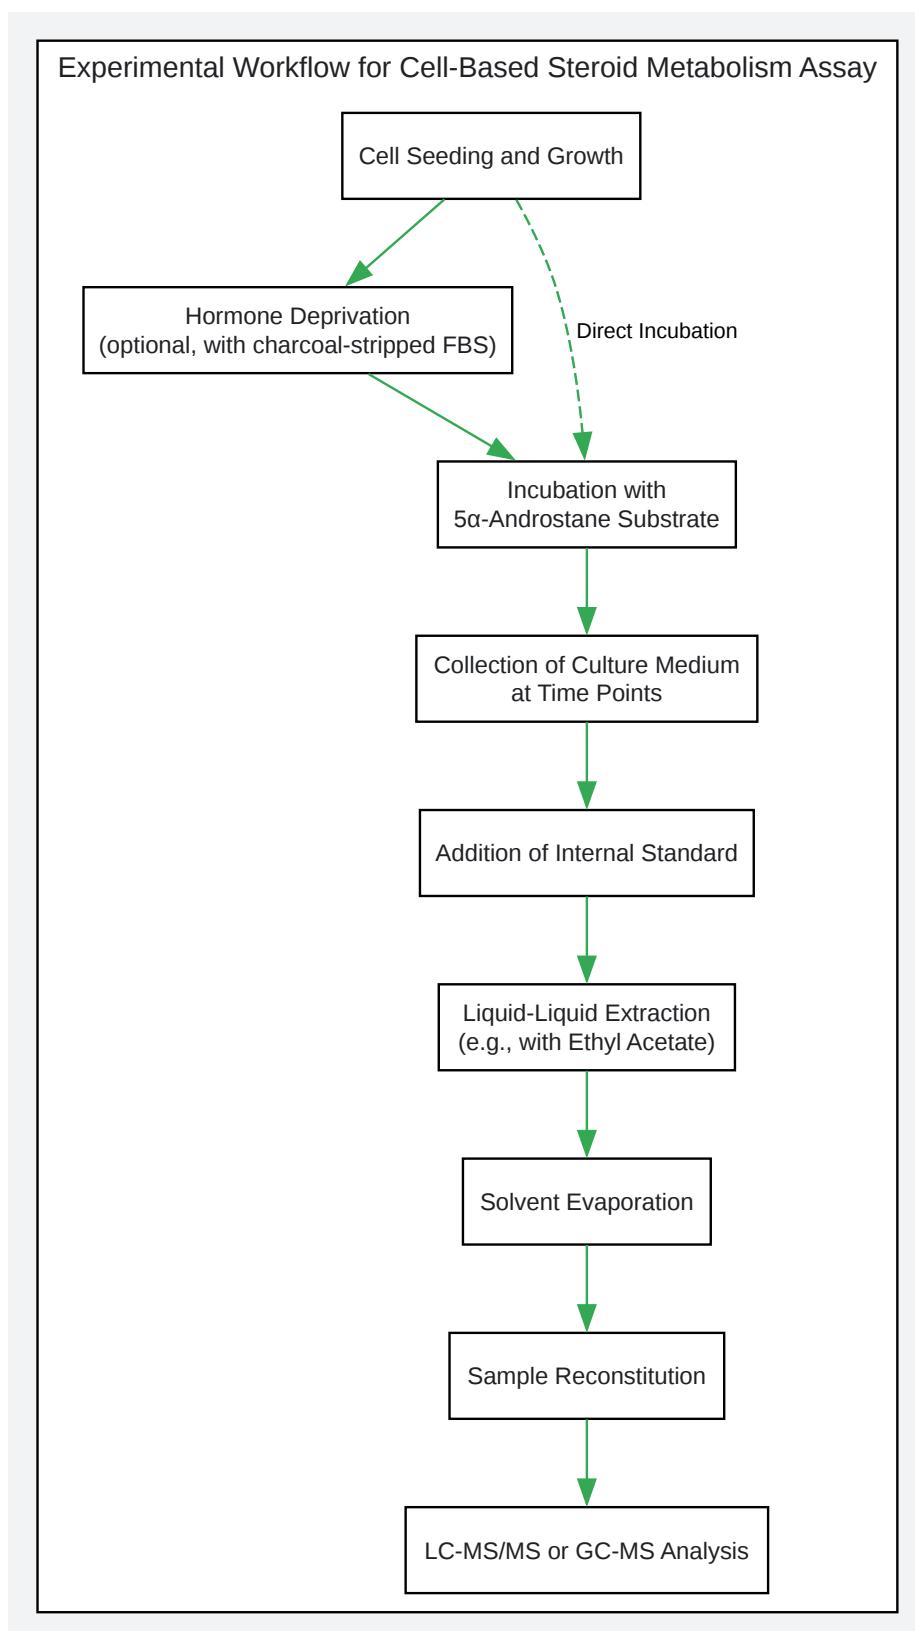 Experimental Workflow for Cell-Based Steroid Metabolism Assay
Cell Seeding and Growth
Hormone Deprivation
(optional, with charcoal-stripped FBS)
Direct Incubation
Incubation with
5α-Androstane Substrate
Collection of Culture Medium
at Time Points
Addition of Internal Standard
Liquid-Liquid Extraction
(e.g., with Ethyl Acetate)
Solvent Evaporation
Sample Reconstitution
LC-MS/MS or GC-MS Analysis